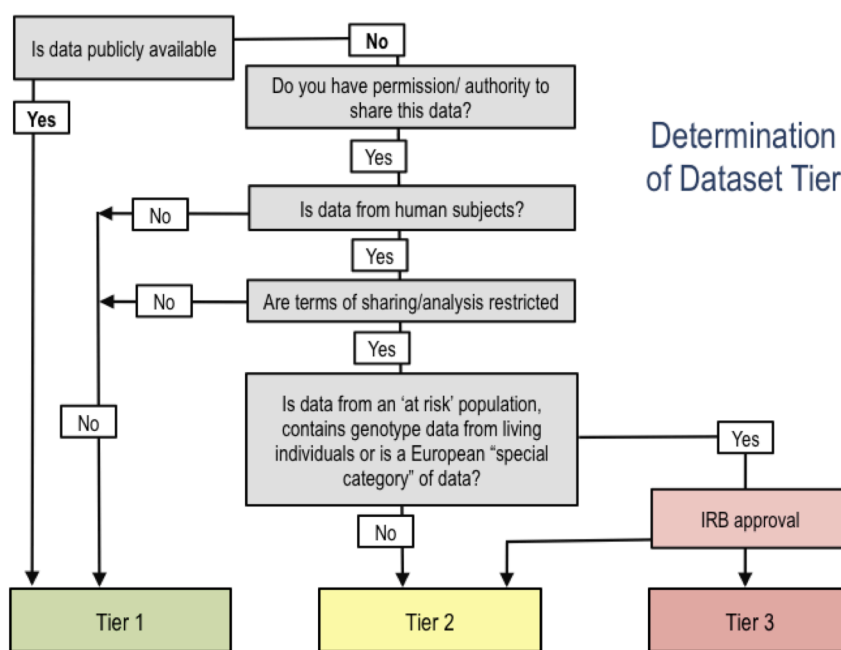 Is data publicly available
No
Do you have permission/ authority to
share this data?
Yes
Determination
of Dataset Tier
Yes
Is data from human subjects?
No
Yes
Are terms of sharing/analysis restricted
No
Yes
Is data from an ‘at risk’ population,
contains genotype data from living
individuals or is a European “special
category” of data?
No
Yes
IRB approval
No
Tier 1
Tier 2
Tier 3